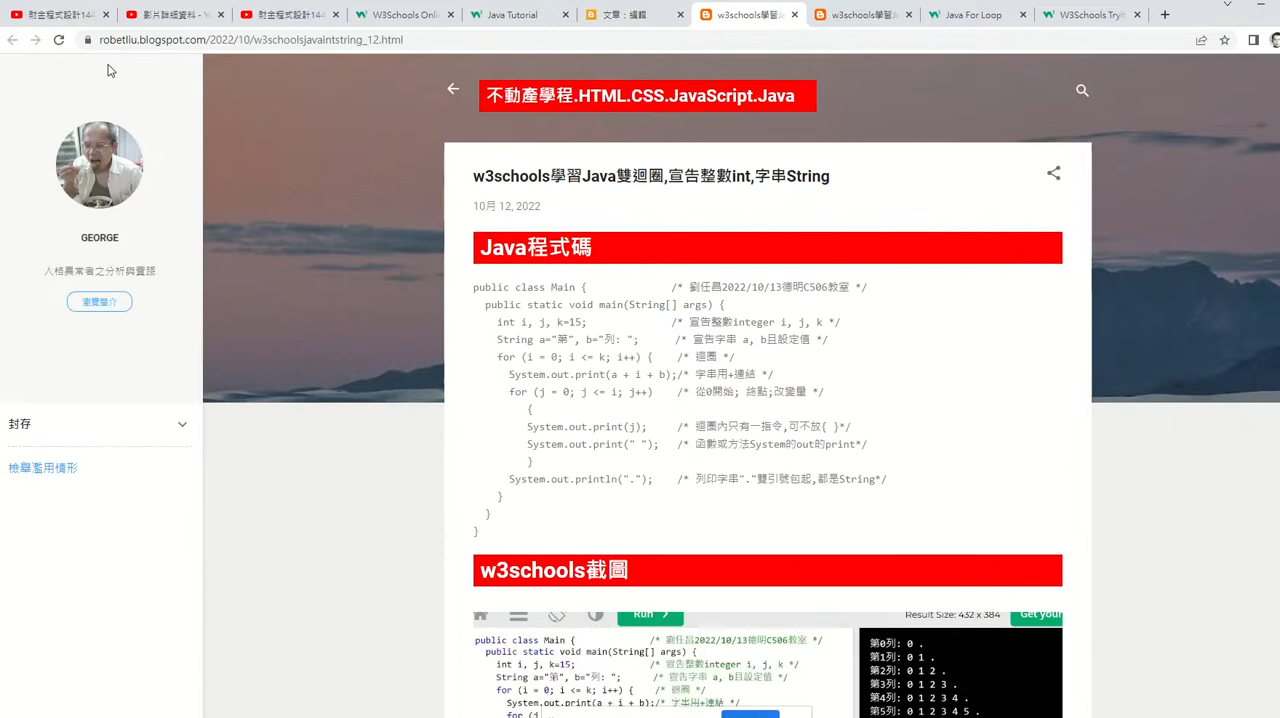 財金程式設計144
影片詳細資料 - Yo
財金程式設計144
W3Schools Onli
Java Tutorial
文章：編輯
w3schools學習Ja
w3schools學習Ja
Java For Loop
W3Schools Tryit
robetliu.blogspot.com/2022/10/w3schoolsjavaintstring_12.html
不動產學程.HTML.CSS.JavaScript.Java
GEORGE
人格異常者之分析與實踐
瀏覽簡介
封存
檢舉濫用情形
w3schools學習Java雙迴圈,宣告整數int,字串String
10月 12, 2022
Java程式碼
public class Main { /* 劉任昌2022/10/13德明C506教室 */
public static void main(String[] args) {
int i, j, k=15; /* 宣告整數integer i, j, k */
String a="第", b="列: "; /* 宣告字串 a, b且設定值 */
for (i = 0; i <= k; i++) { /* 迴圈 */
System.out.print(a + i + b);/* 字串用+連結 */
for (j = 0; j <= i; j++) /* 從0開始; 終點;改變量 */
{
System.out.print(j); /* 迴圈內只有一指令,可不放{ }*/
System.out.print(" "); /* 函數或方法System的out的print*/
}
System.out.println("."); /* 列印字串"."雙引號包起,都是String*/
}
}
}
w3schools截圖
Run
Result Size: 432 x 384
Get your
public class Main { /* 劉任昌2022/10/13德明C506教室 */
public static void main(String[] args) {
int i, j, k=15; /* 宣告整數integer i, j, k */
String a="第", b="列: "; /* 宣告字串 a, b且設定值 */
for (i = 0; i <= k; i++) { /* 迴圈 */
System.out.print(a + i + b);/* 字串用+連結 */
for (j
第0列: 0 .
第1列: 0 1 .
第2列: 0 1 2 .
第3列: 0 1 2 3 .
第4列: 0 1 2 3 4 .
第5列: 0 1 2 3 4 5 .